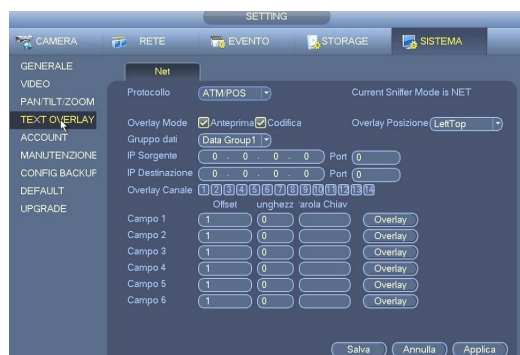 SETTING
CAMERA RETE EVENTO STORAGE SISTEMA
GENERALE
VIDEO
PAN/TILT/ZOOM
TEXT OVERLAY
ACCOUNT
MANUTENZIONE
CONFIG BACKUP
DEFAULT
UPGRADE
Net
Protocollo ATM/POS Current Sniffer Mode is NET
Overlay Mode Anteprima Codifica Overlay Posizione LeftTop
Gruppo dati Data Group1
IP Sorgente 0 . 0 . 0 . 0 Port 0
IP Destinazione 0 . 0 . 0 . 0 Port 0
Overlay Canale 1 2 3 4 5 6 7 8 9 10 11 12 13 14
Offset unghezz arola Chiav
Campo 1 1 0 Overlay
Campo 2 1 0 Overlay
Campo 3 1 0 Overlay
Campo 4 1 0 Overlay
Campo 5 1 0 Overlay
Campo 6 1 0 Overlay
Salva Annulla Applica